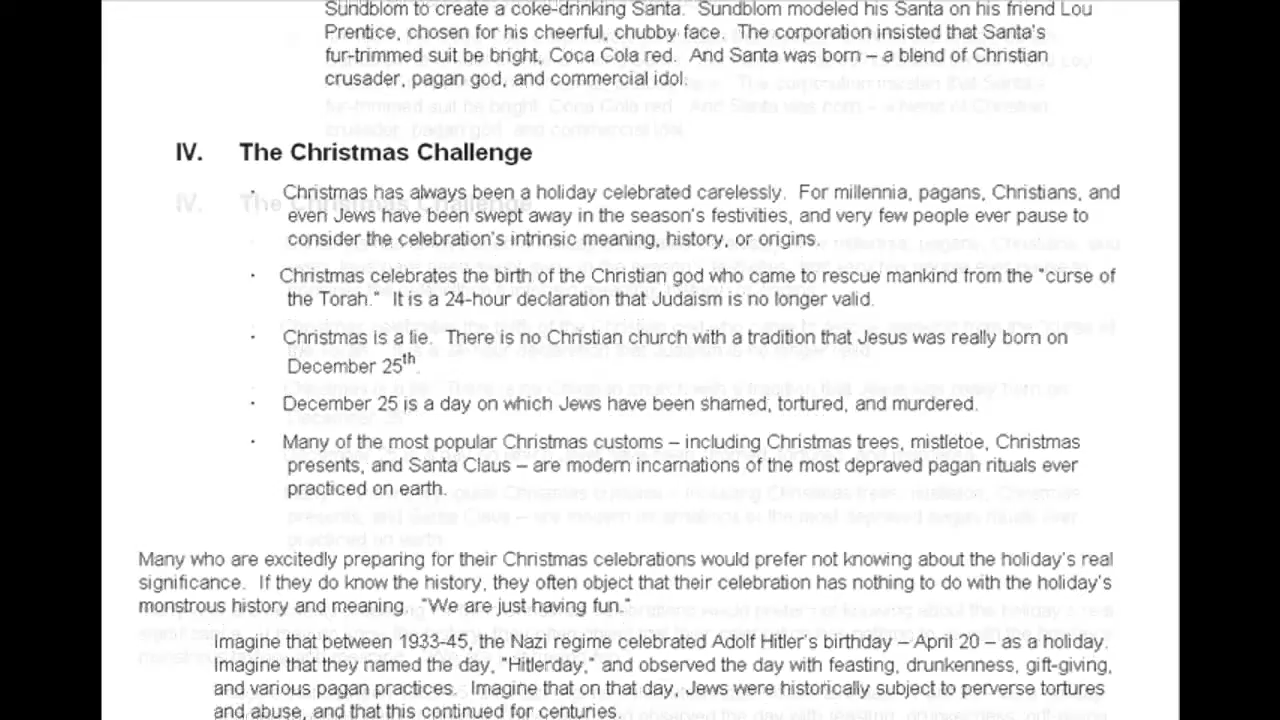 Sundblom to create a coke-drinking Santa. Sundblom modeled his Santa on his friend Lou
Prentice, chosen for his cheerful, chubby face. The corporation insisted that Santa's
fur-trimmed suit be bright, Coca Cola red. And Santa was born – a blend of Christian
crusader, pagan god, and commercial idol.
IV. The Christmas Challenge
· Christmas has always been a holiday celebrated carelessly. For millennia, pagans, Christians, and
even Jews have been swept away in the season's festivities, and very few people ever pause to
consider the celebration's intrinsic meaning, history, or origins.
· Christmas celebrates the birth of the Christian god who came to rescue mankind from the "curse of
the Torah." It is a 24-hour declaration that Judaism is no longer valid.
· Christmas is a lie. There is no Christian church with a tradition that Jesus was really born on
December 25th.
· December 25 is a day on which Jews have been shamed, tortured, and murdered.
· Many of the most popular Christmas customs – including Christmas trees, mistletoe, Christmas
presents, and Santa Claus – are modern incarnations of the most depraved pagan rituals ever
practiced on earth.
Many who are excitedly preparing for their Christmas celebrations would prefer not knowing about the holiday's real
significance. If they do know the history, they often object that their celebration has nothing to do with the holiday's
monstrous history and meaning. "We are just having fun."
Imagine that between 1933-45, the Nazi regime celebrated Adolf Hitler's birthday – April 20 – as a holiday.
Imagine that they named the day, "Hitlerday," and observed the day with feasting, drunkenness, gift-giving,
and various pagan practices. Imagine that on that day, Jews were historically subject to perverse tortures
and abuse, and that this continued for centuries.